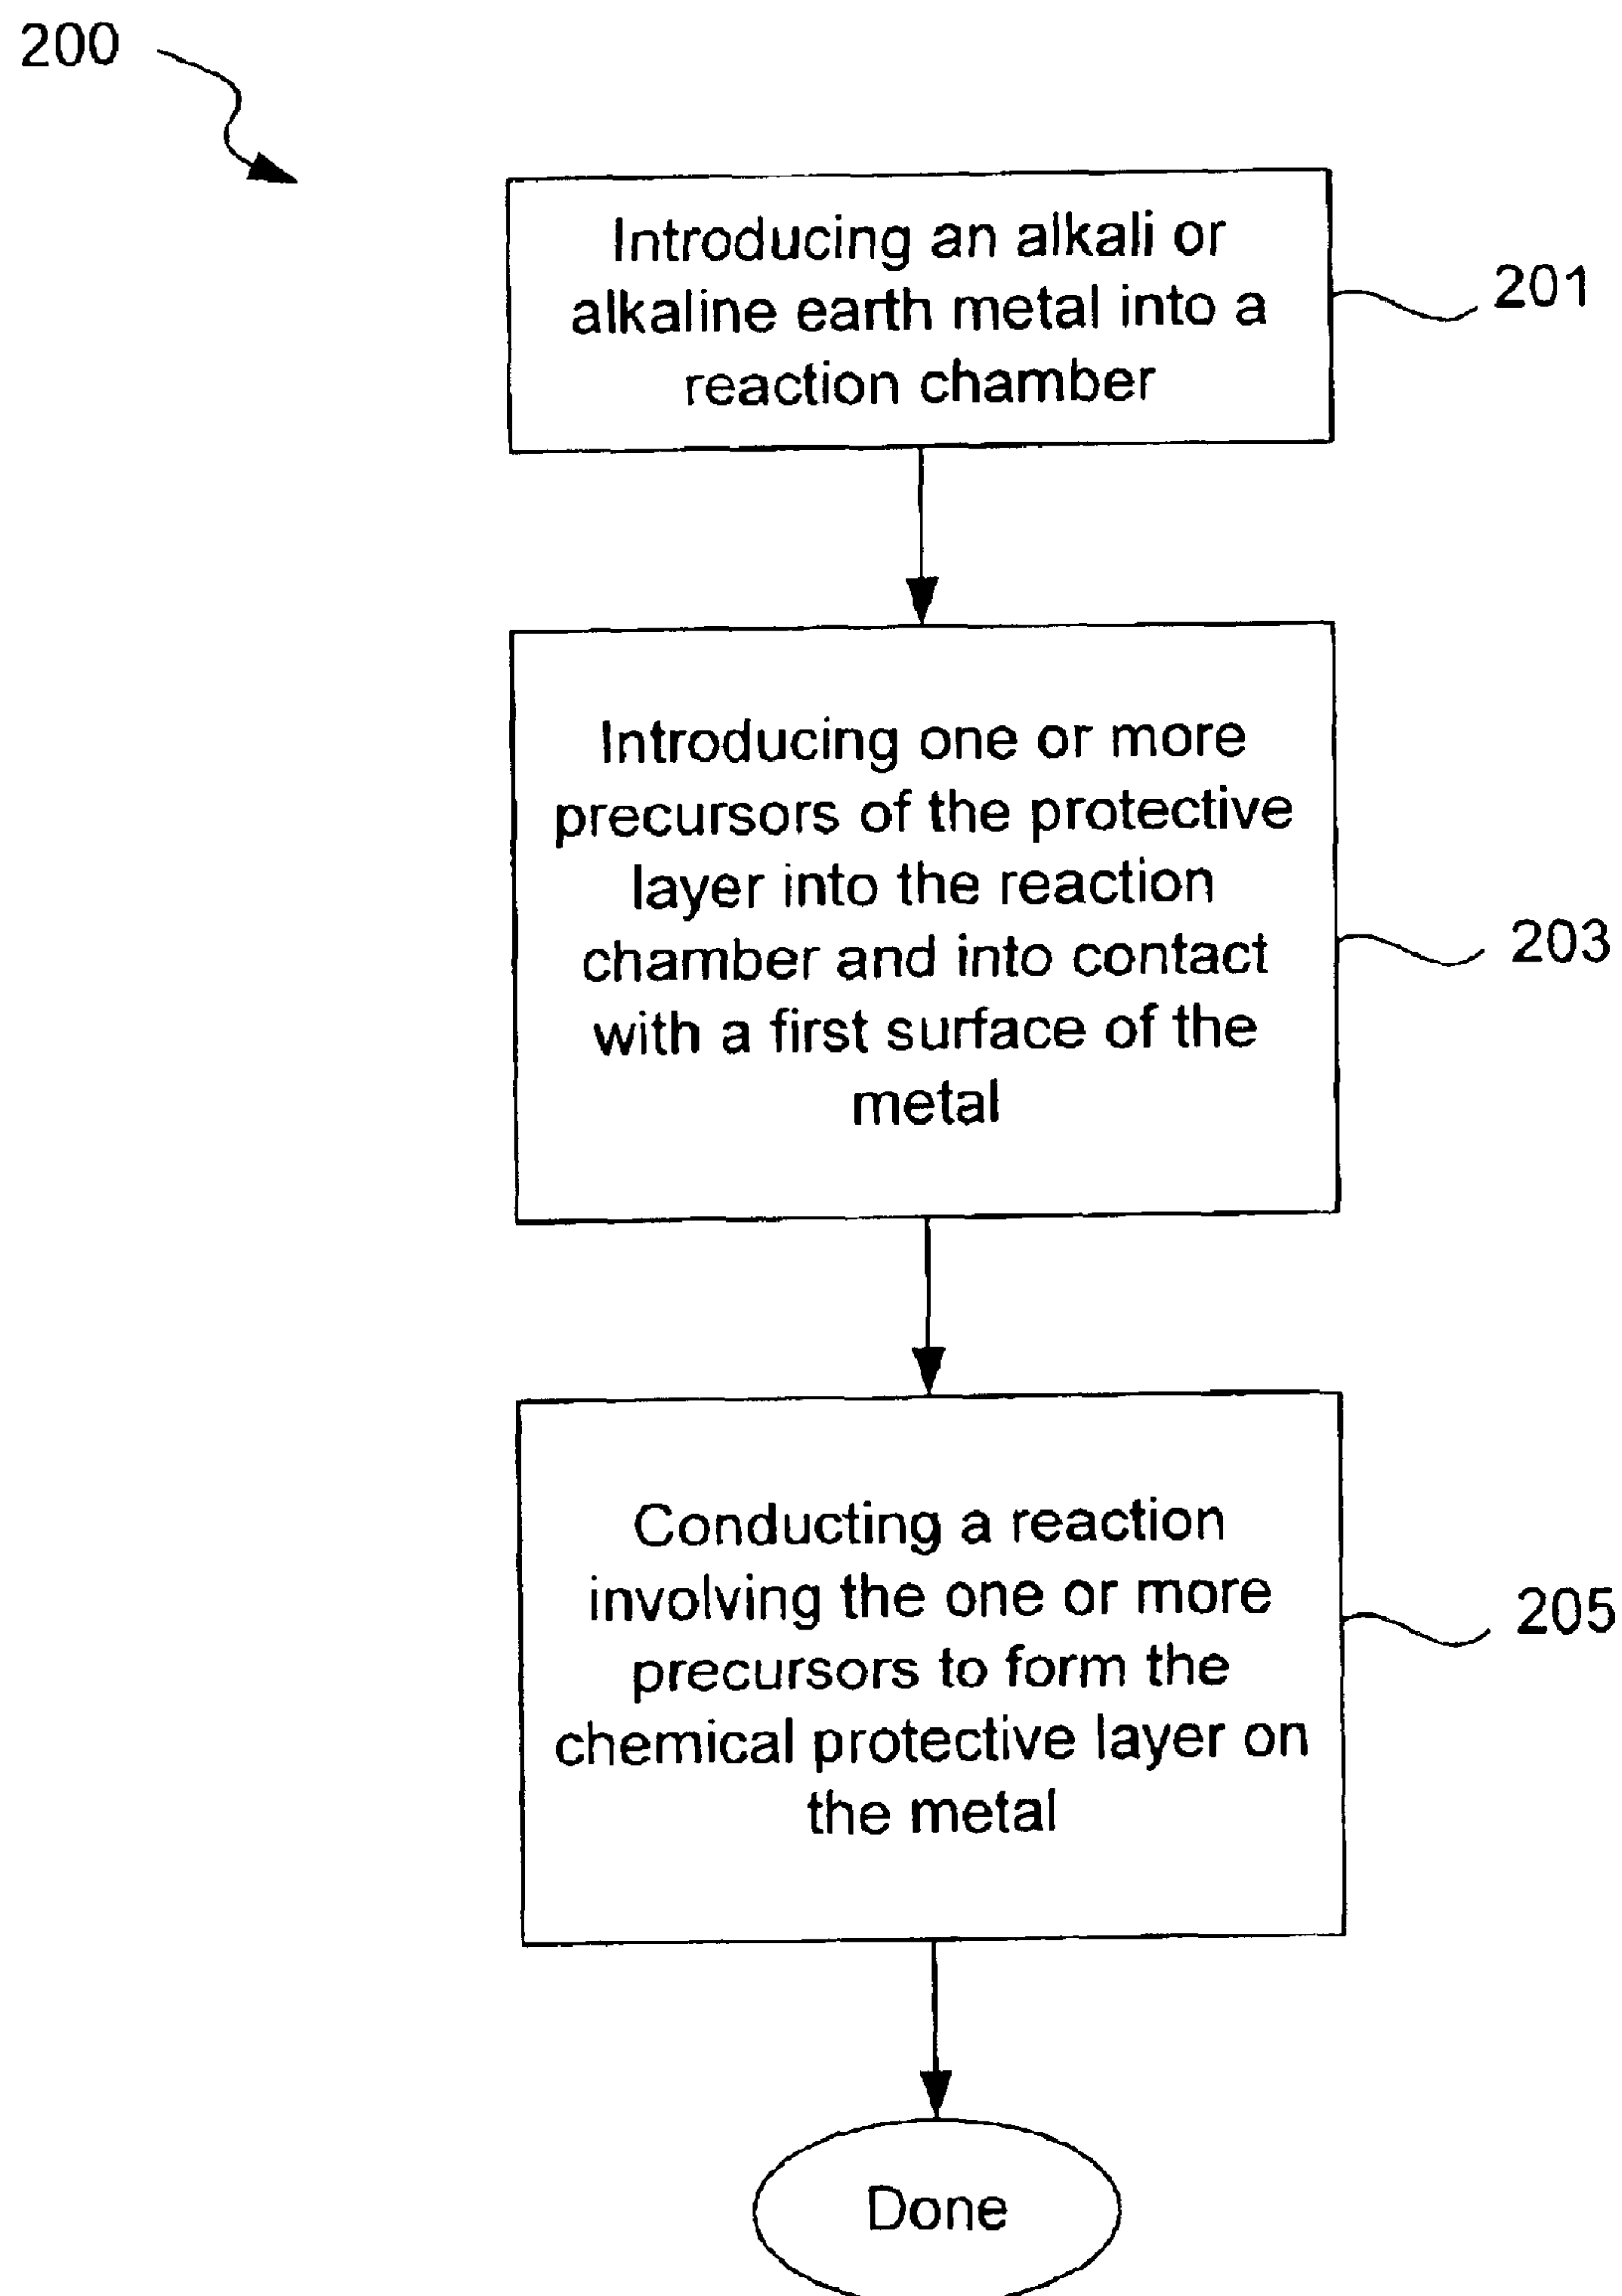 200
Introducing an alkali or
alkaline earth metal into a
reaction chamber
201
Introducing one or more
precursors of the protective
layer into the reaction
chamber and into contact
with a first surface of the
metal
203
Conducting a reaction
involving the one or more
precursors to form the
chemical protective layer on
the metal
205
Done